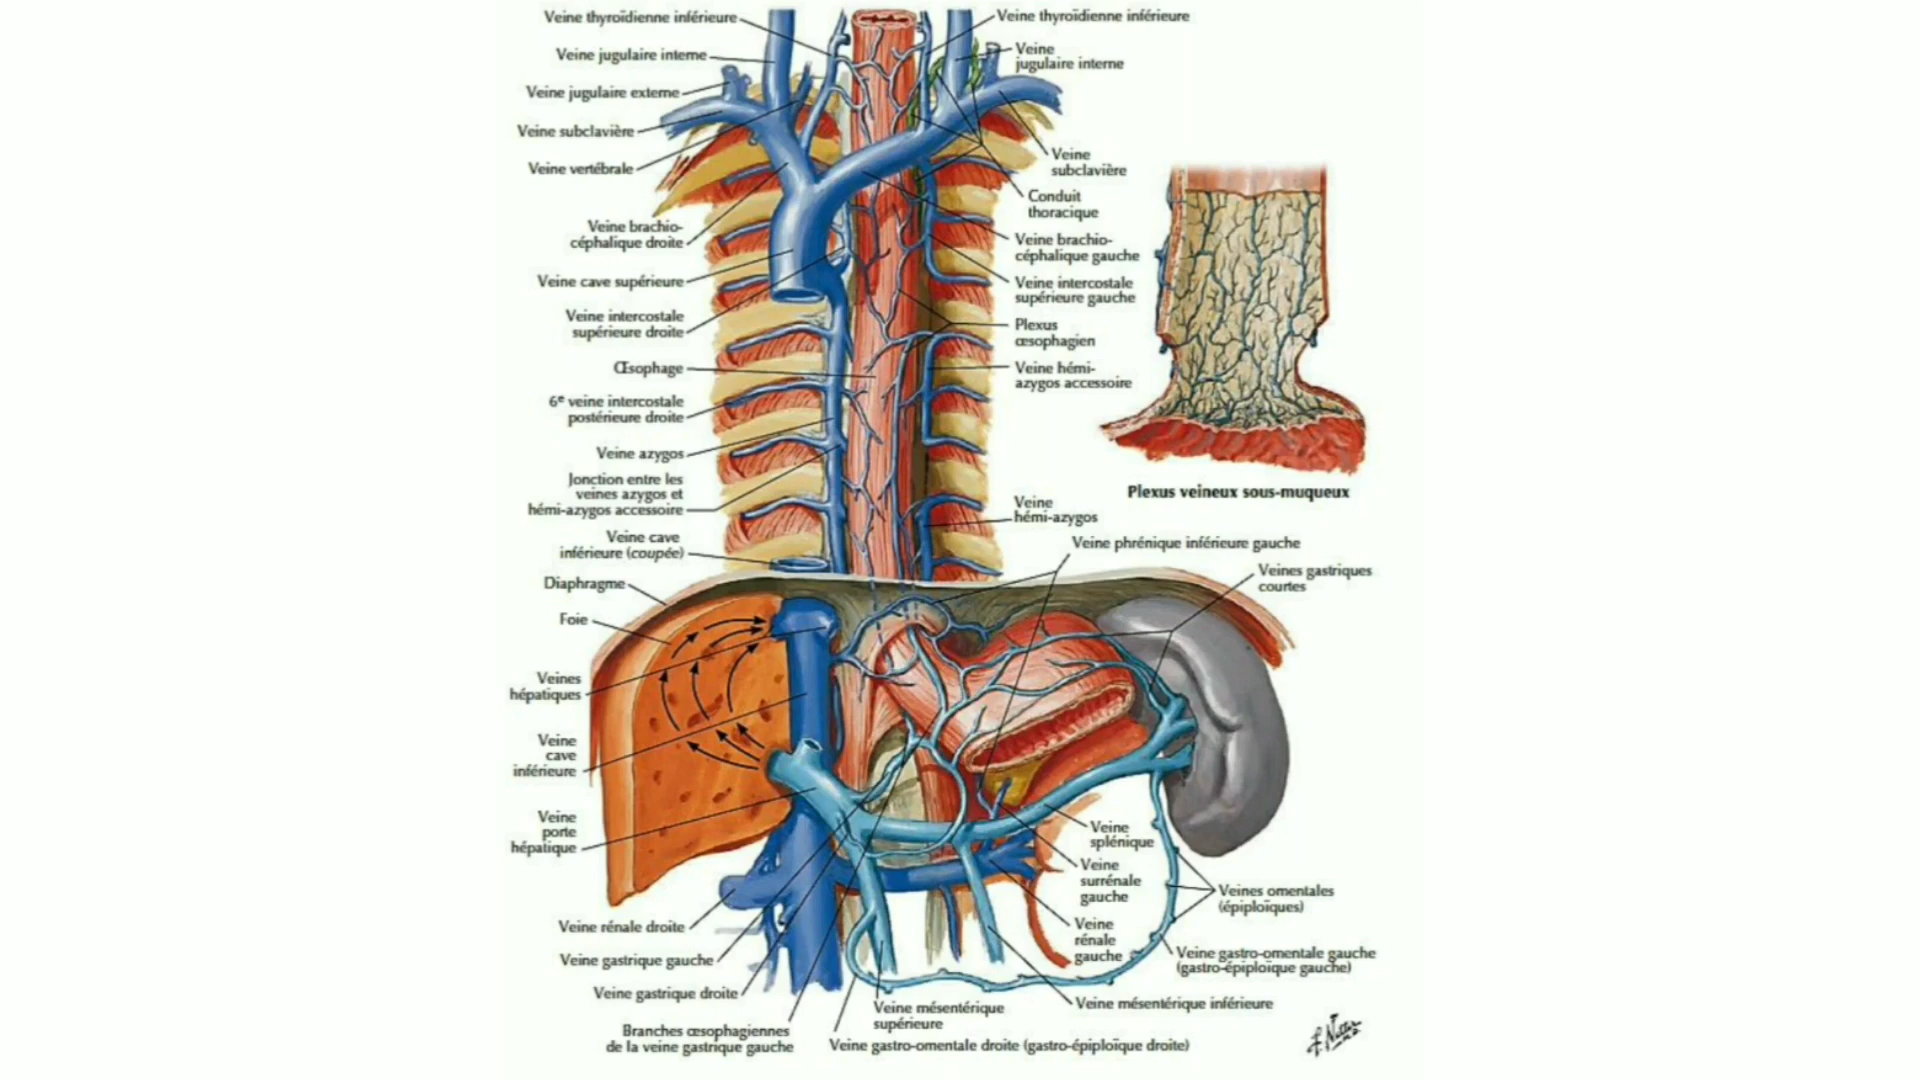 Veine thyroïdienne inférieure
Veine jugulaire interne
Veine jugulaire externe
Veine subclavière
Veine vertébrale
Veine brachio-
céphalique droite
Veine cave supérieure
Veine intercostale
supérieure droite
Œsophage
6e veine intercostale
postérieure droite
Veine azygos
Jonction entre les
veines azygos et
hémi-azygos accessoire
Veine cave
inférieure (coupée)
Diaphragme
Foie
Veines
hépatiques
Veine
cave
inférieure
Veine
porte
hépatique
Veine rénale droite
Veine gastrique gauche
Veine gastrique droite
Branches œsophagiennes
de la veine gastrique gauche
Veine thyroïdienne inférieure
Veine
jugulaire interne
Veine
subclavière
Conduit
thoracique
Veine brachio-
céphalique gauche
Veine intercostale
supérieure gauche
Plexus
œsophagien
Veine hémi-
azygos accessoire
Veine
hémi-azygos
Plexus veineux sous-muqueux
Veine phrénique inférieure gauche
Veines gastriques
courtes
Veine
splénique
Veine
surrénale
gauche
Veine
rénale
gauche
Veines omentales
(épiploïques)
Veine gastro-omentale gauche
(gastro-épiploïque gauche)
Veine mésentérique inférieure
Veine mésentérique
supérieure
Veine gastro-omentale droite (gastro-épiploïque droite)